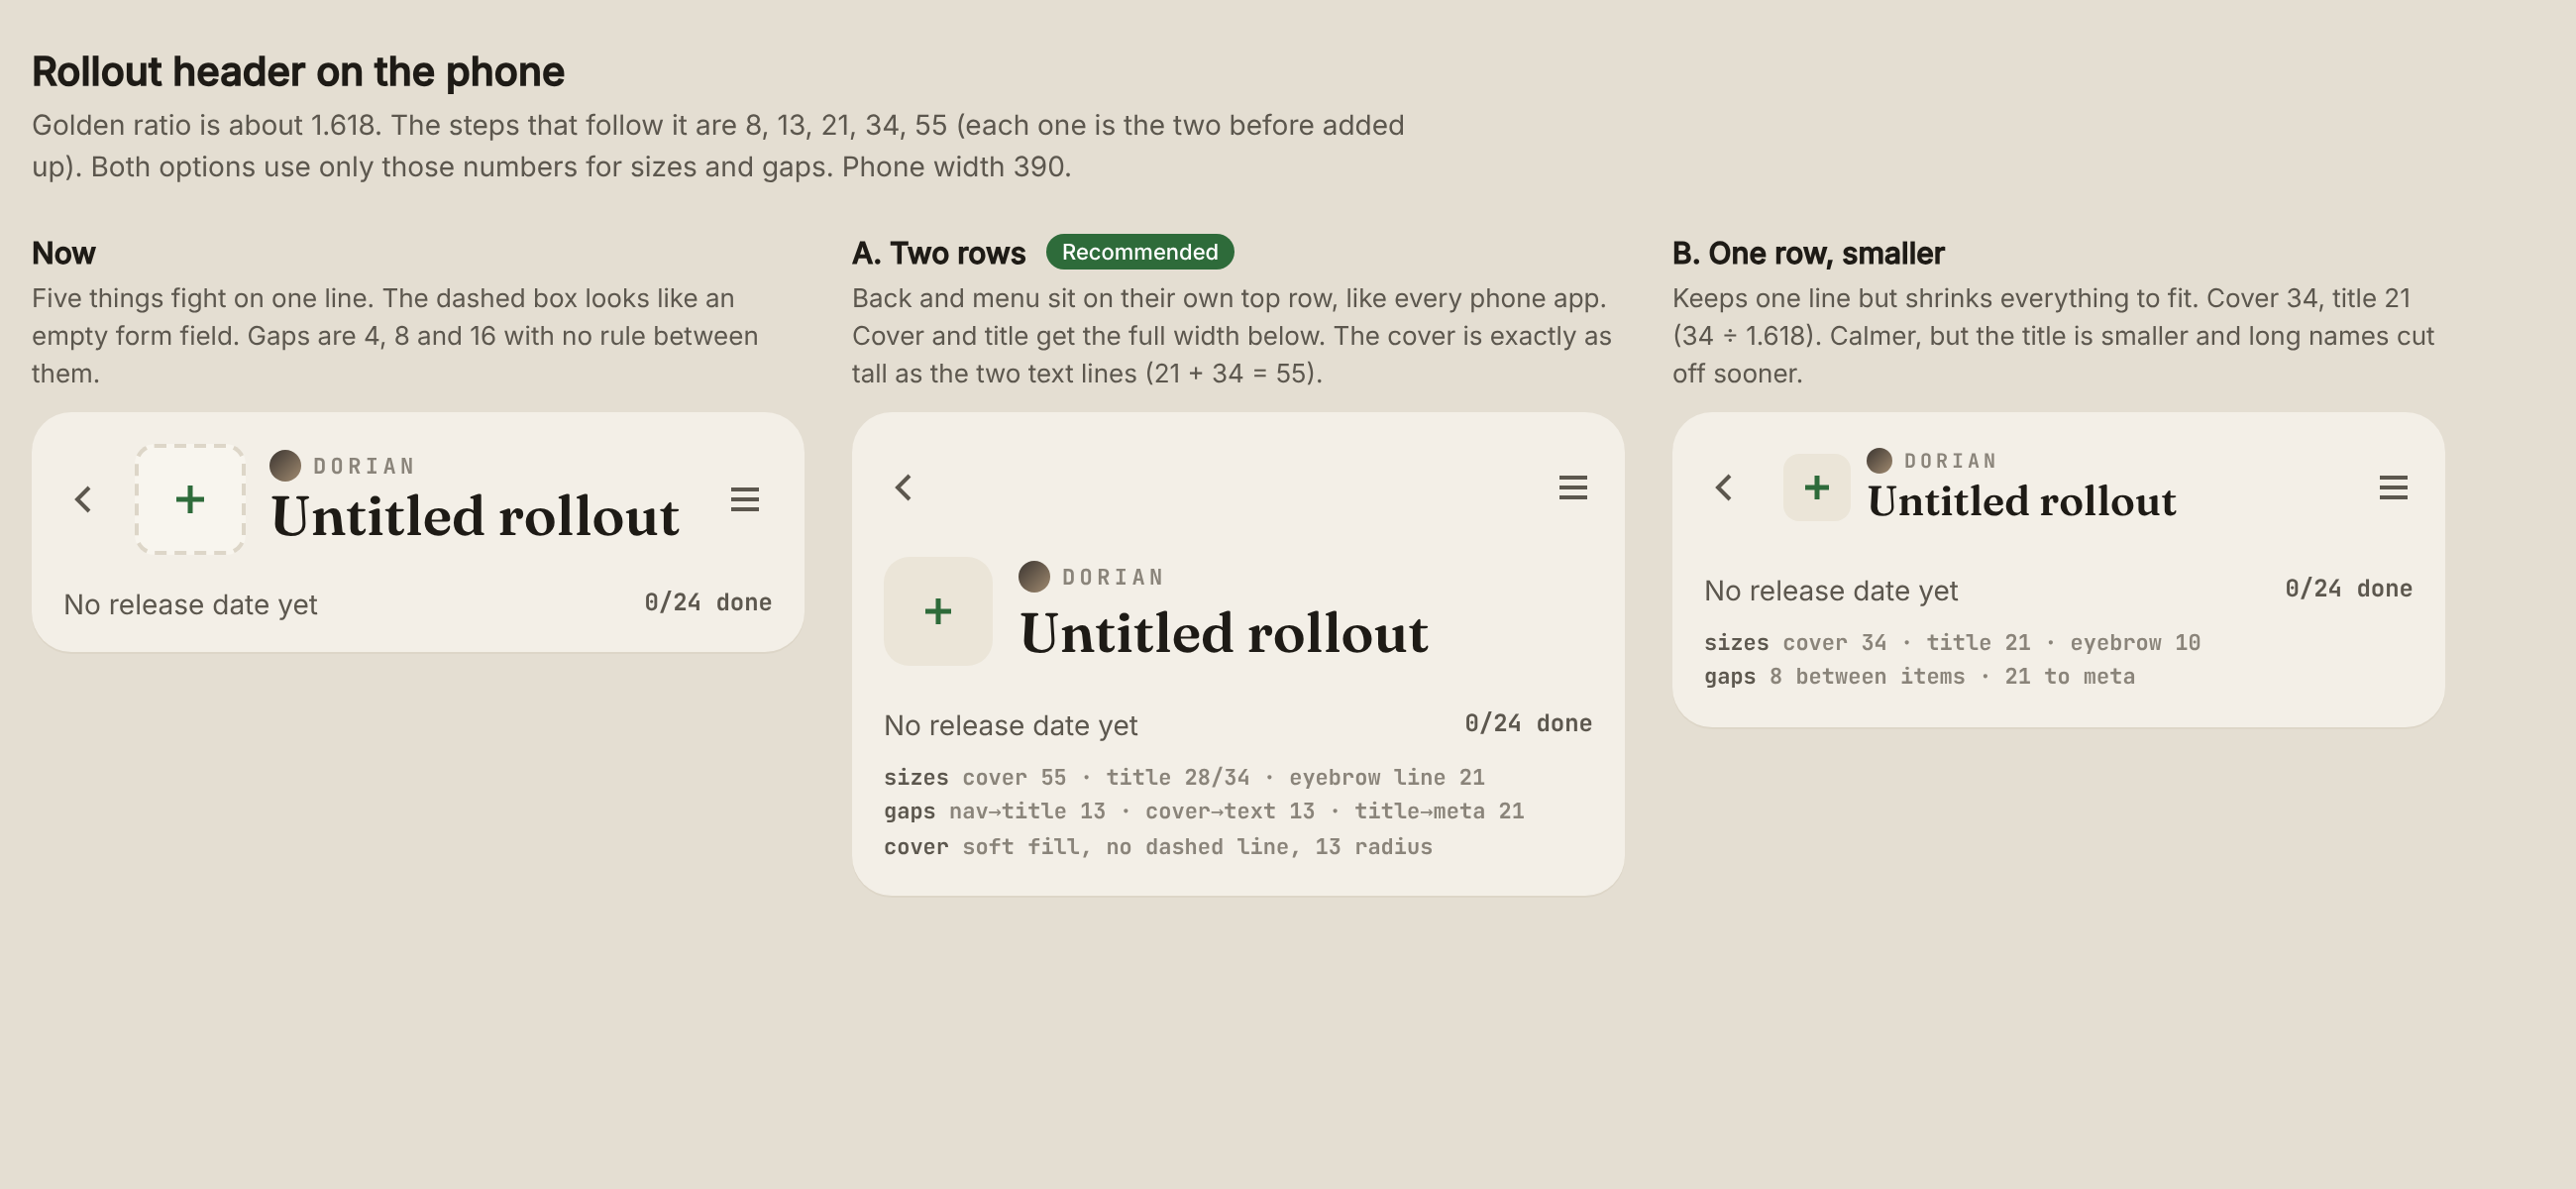 Rollout header on the phone
Golden ratio is about 1.618. The steps that follow it are 8, 13, 21, 34, 55 (each one is the two before added
up). Both options use only those numbers for sizes and gaps. Phone width 390.
Now
Five things fight on one line. The dashed box looks like an
empty form field. Gaps are 4, 8 and 16 with no rule between
them.
DORIAN
Untitled rollout
No release date yet
0/24 done
A. Two rows
Recommended
Back and menu sit on their own top row, like every phone app.
Cover and title get the full width below. The cover is exactly as
tall as the two text lines (21 + 34 = 55).
DORIAN
Untitled rollout
No release date yet
0/24 done
sizes cover 55 · title 28/34 · eyebrow line 21
gaps nav→title 13 · cover→text 13 · title→meta 21
cover soft fill, no dashed line, 13 radius
B. One row, smaller
Keeps one line but shrinks everything to fit. Cover 34, title 21
(34 ÷ 1.618). Calmer, but the title is smaller and long names cut
off sooner.
DORIAN
Untitled rollout
No release date yet
0/24 done
sizes cover 34 · title 21 · eyebrow 10
gaps 8 between items · 21 to meta